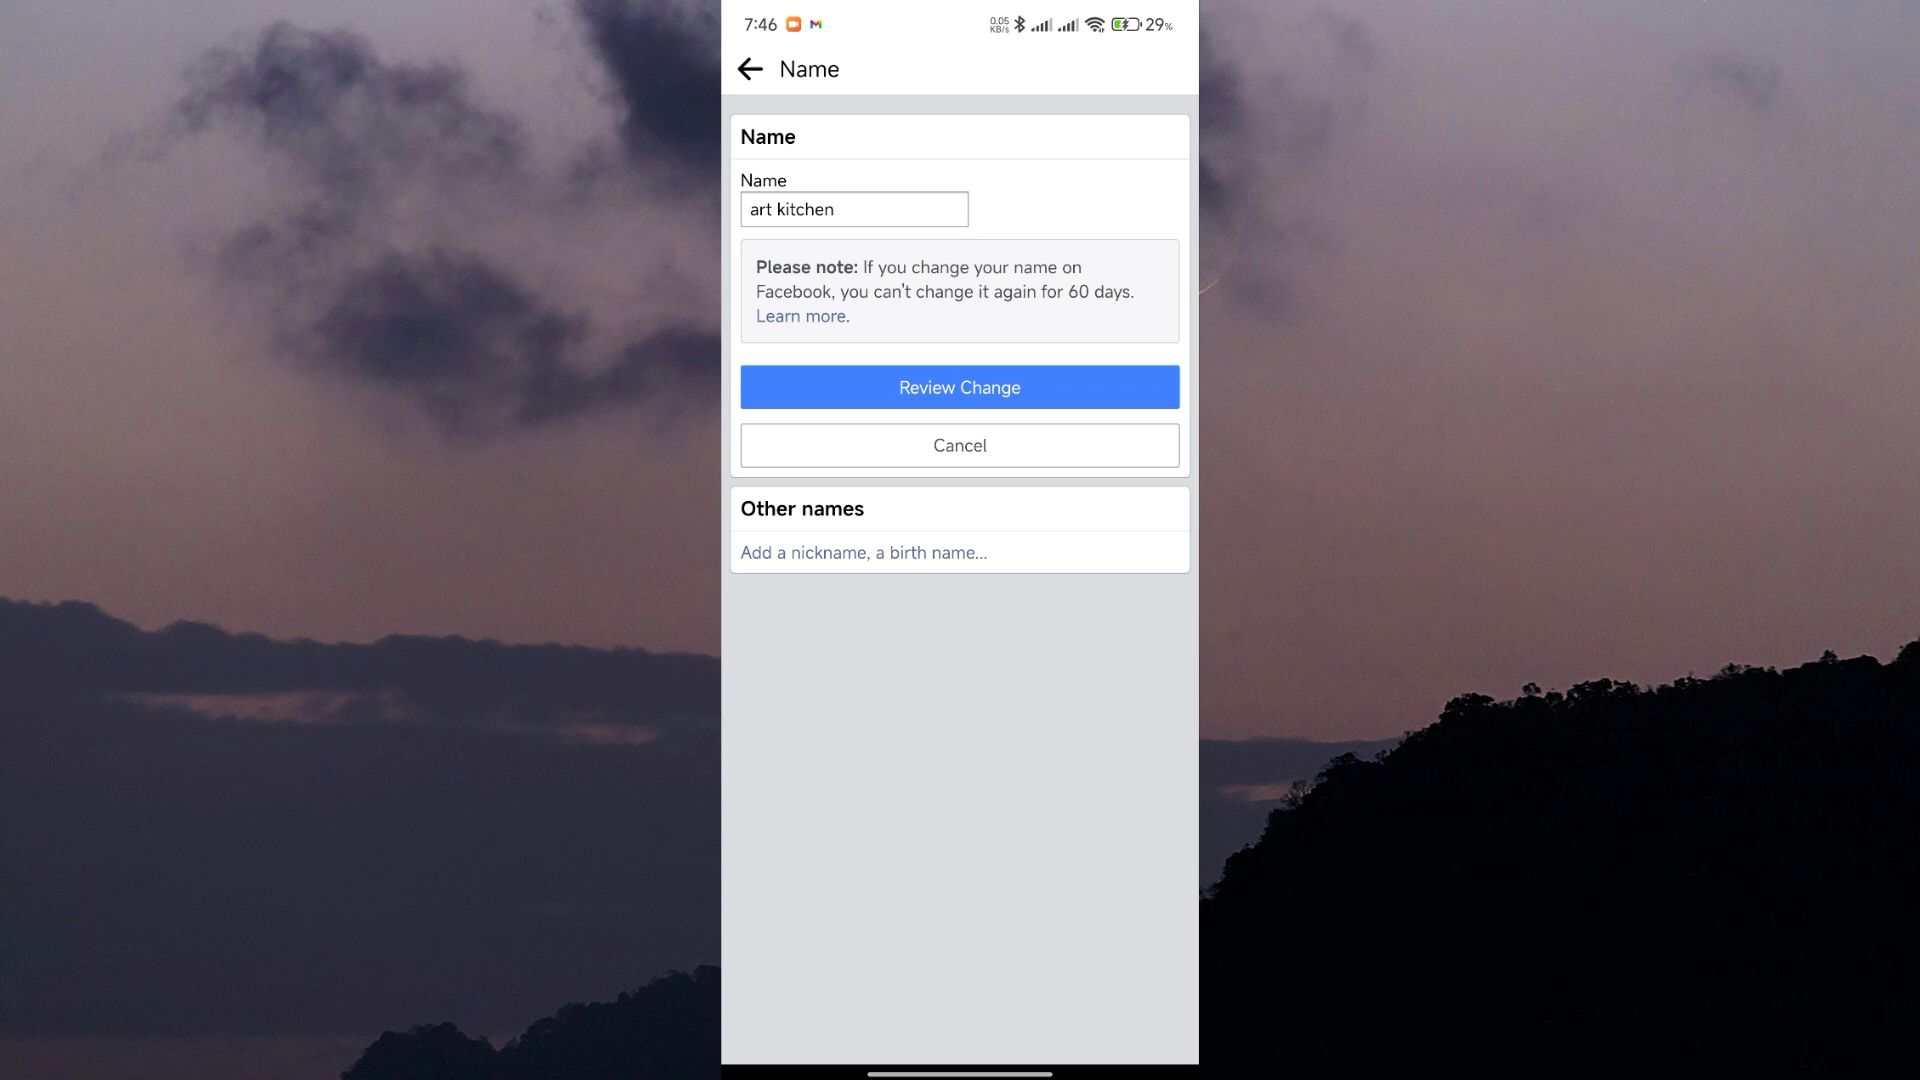 7:46 0.05 KB/s 29%
Name
Name
Name
art kitchen
Please note: If you change your name on
Facebook, you can't change it again for 60 days.
Learn more.
Review Change
Cancel
Other names
Add a nickname, a birth name...